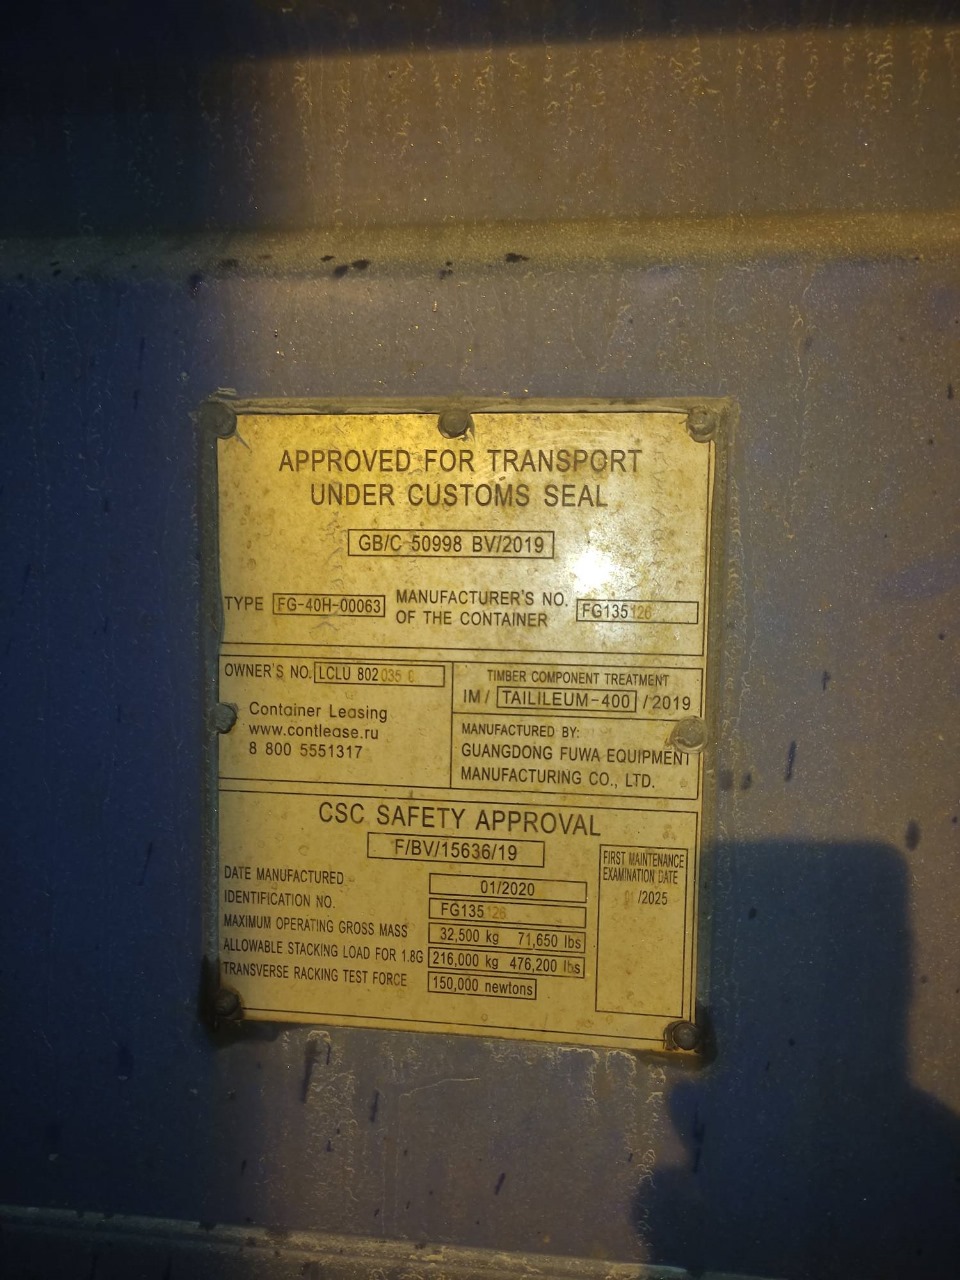 APPROVED FOR TRANSPORT
UNDER CUSTOMS SEAL
GB/C 50998 BV/2019
TYPE FG-40H-00063
MANUFACTURER'S NO.
OF THE CONTAINER
FG135126
OWNER'S NO. LCLU 802035
Container Leasing
www.contlease.ru
8 800 5551317
TIMBER COMPONENT TREATMENT
IM / TAILILEUM-400 / 2019
MANUFACTURED BY:
GUANGDONG FUWA EQUIPMENT
MANUFACTURING CO., LTD.
CSC SAFETY APPROVAL
F/BV/15636/19
DATE MANUFACTURED 01/2020
IDENTIFICATION NO. FG135126
MAXIMUM OPERATING GROSS MASS 32,500 kg 71,650 lbs
ALLOWABLE STACKING LOAD FOR 1.8G 216,000 kg 476,200 lbs
TRANSVERSE RACKING TEST FORCE 150,000 newtons
FIRST MAINTENANCE
EXAMINATION DATE
/2025